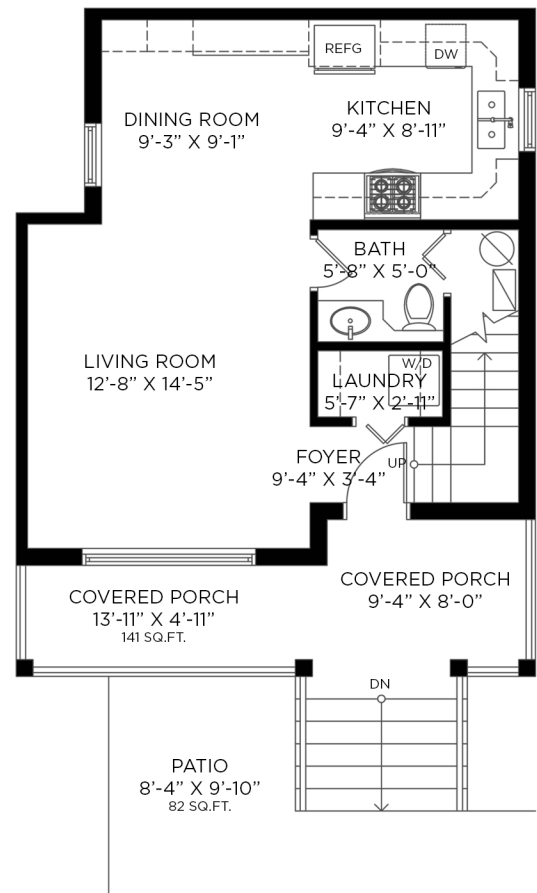 REFG
DW
DINING ROOM
9'-3" X 9'-1"
KITCHEN
9'-4" X 8'-11"
BATH
5'-8" X 5'-0"
LIVING ROOM
12'-8" X 14'-5"
W/D
LAUNDRY
5'-7" X 2'-11"
FOYER
9'-4" X 3'-4"
UP
COVERED PORCH
9'-4" X 8'-0"
COVERED PORCH
13'-11" X 4'-11"
141 SQ.FT.
DN
PATIO
8'-4" X 9'-10"
82 SQ.FT.